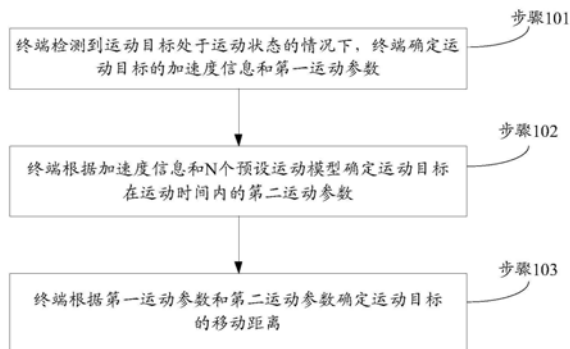 步骤101
终端检测到运动目标处于运动状态的情况下，终端确定运
动目标的加速度信息和第一运动参数
步骤102
终端根据加速度信息和N个预设运动模型确定运动目标
在运动时间内的第二运动参数
步骤103
终端根据第一运动参数和第二运动参数确定运动目标
的移动距离